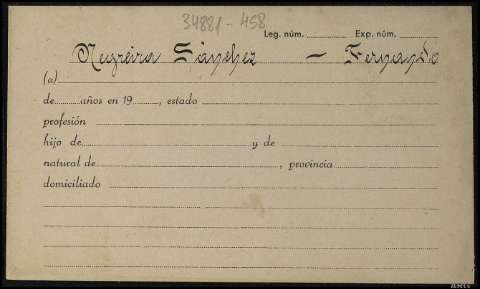 34881 - 458
Leg. núm. Exp. núm.
Negreira Sánchez - Fernando
(a)
de años en 19 , estado
profesión
hijo de y de
natural de , provincia
domiciliado